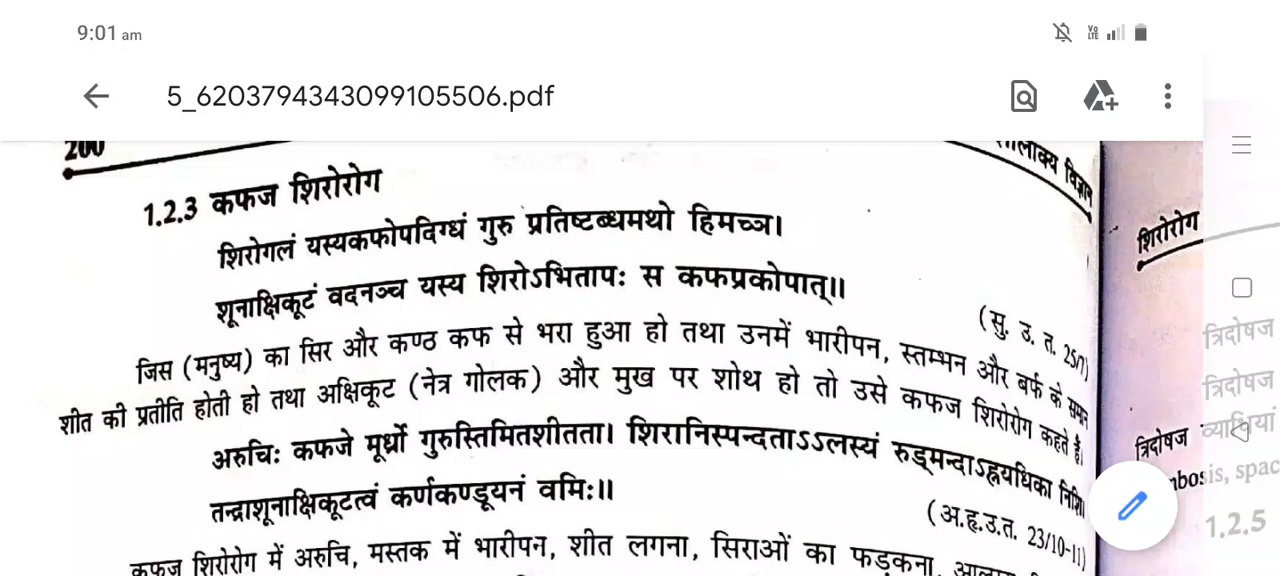 9:01 am
5_6203794343099105506.pdf
200
शालाक्य विज्ञान
1.2.3 कफज शिरोरोग
शिरोगलं यस्यकफोपदिग्धं गुरु प्रतिष्टब्धमथो हिमच्ञ।
शूनाक्षिकूटं वदनञ्च यस्य शिरोऽभितापः स कफप्रकोपात्॥
(सु. उ. त. 25/7)
जिस (मनुष्य) का सिर और कण्ठ कफ से भरा हुआ हो तथा उनमें भारीपन, स्तम्भन और बर्फ के समान
शीत की प्रतीति होती हो तथा अक्षिकूट (नेत्र गोलक) और मुख पर शोथ हो तो उसे कफज शिरोरोग कहते हैं।
अरुचिः कफजे मूर्ध्रो गुरुस्तिमितशीतता। शिरानिस्पन्दताऽऽलस्यं रुड्मन्दाऽह्नयधिका निशि।
तन्द्राशूनाक्षिकूटत्वं कर्णकण्डूयनं वमिः॥
(अ.हृ.उ.त. 23/10-11)
कफज शिरोरोग में अरुचि, मस्तक में भारीपन, शीत लगना, सिराओं का फड़कना,
शिरोरोग
त्रिदोषज
त्रिदोषज
त्रिदोषज व्याधियां
is, spac
1.2.5